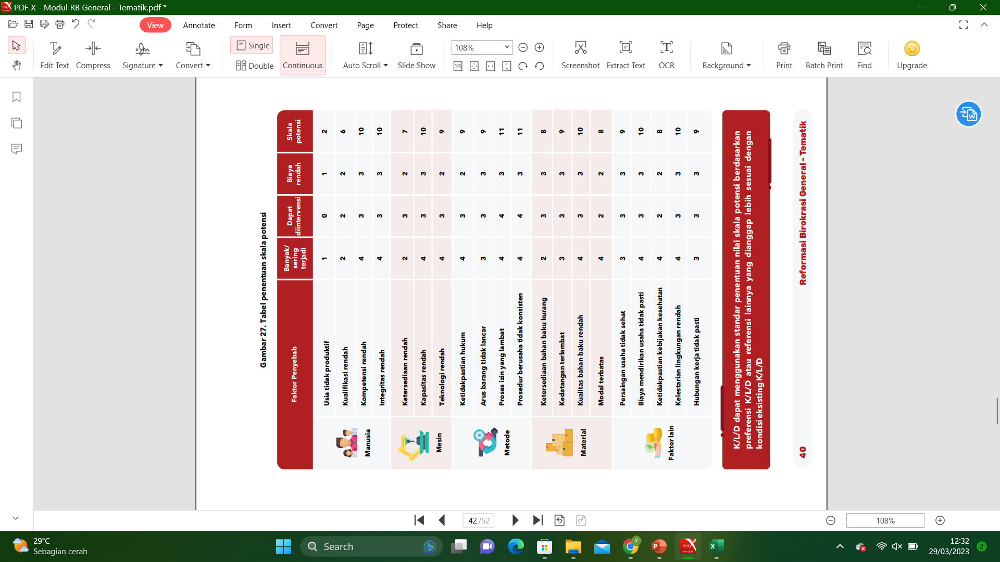 PDF X - Modul RB General - Tematik.pdf *
View Annotate Form Insert Convert Page Protect Share Help
Edit Text Compress Signature Convert Single Double Continuous Auto Scroll Slide Show 108% 1:1 Screenshot Extract Text OCR Background Print Batch Print Find Upgrade
Gambar 27. Tabel penentuan skala potensi
Faktor Penyebab Banyak/ sering terjadi Dapat diintervensi Biaya rendah Skala potensi
Manusia
Usia tidak produktif 1 0 1 2
Kualifikasi rendah 2 2 2 6
Kompetensi rendah 4 3 3 10
Integritas rendah 4 3 3 10
Mesin
Ketersediaan rendah 2 3 2 7
Kapasitas rendah 4 3 3 10
Teknologi rendah 4 3 2 9
Metode
Ketidakpastian hukum 4 3 2 9
Arus barang tidak lancar 3 3 3 9
Proses izin yang lambat 4 4 3 11
Prosedur berusaha tidak konsisten 4 4 3 11
Material
Ketersediaan bahan baku kurang 2 3 3 8
Kedatangan terlambat 3 3 3 9
Kualitas bahan baku rendah 4 3 3 10
Modal terbatas 4 2 2 8
Faktor lain
Persaingan usaha tidak sehat 3 3 3 9
Biaya mendirikan usaha tidak pasti 4 3 3 10
Ketidakpastian kebijakan kesehatan 4 2 2 8
Kelestarian lingkungan rendah 4 3 3 10
Hubungan kerja tidak pasti 3 3 3 9
K/L/D dapat menggunakan standar penentuan nilai skala potensi berdasarkan
preferensi K/L/D atau referensi lainnya yang dianggap lebih sesuai dengan
kondisi eksisting K/L/D
40 Reformasi Birokrasi General - Tematik
42 /52
108%
29°C
Sebagian cerah
Search
12:32
29/03/2023
2